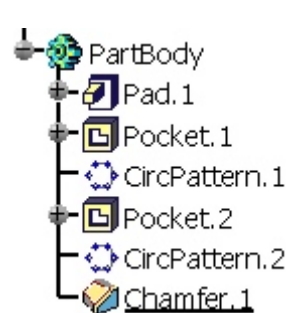 PartBody
Pad.1
Pocket.1
CircPattern.1
Pocket.2
CircPattern.2
Chamfer.1